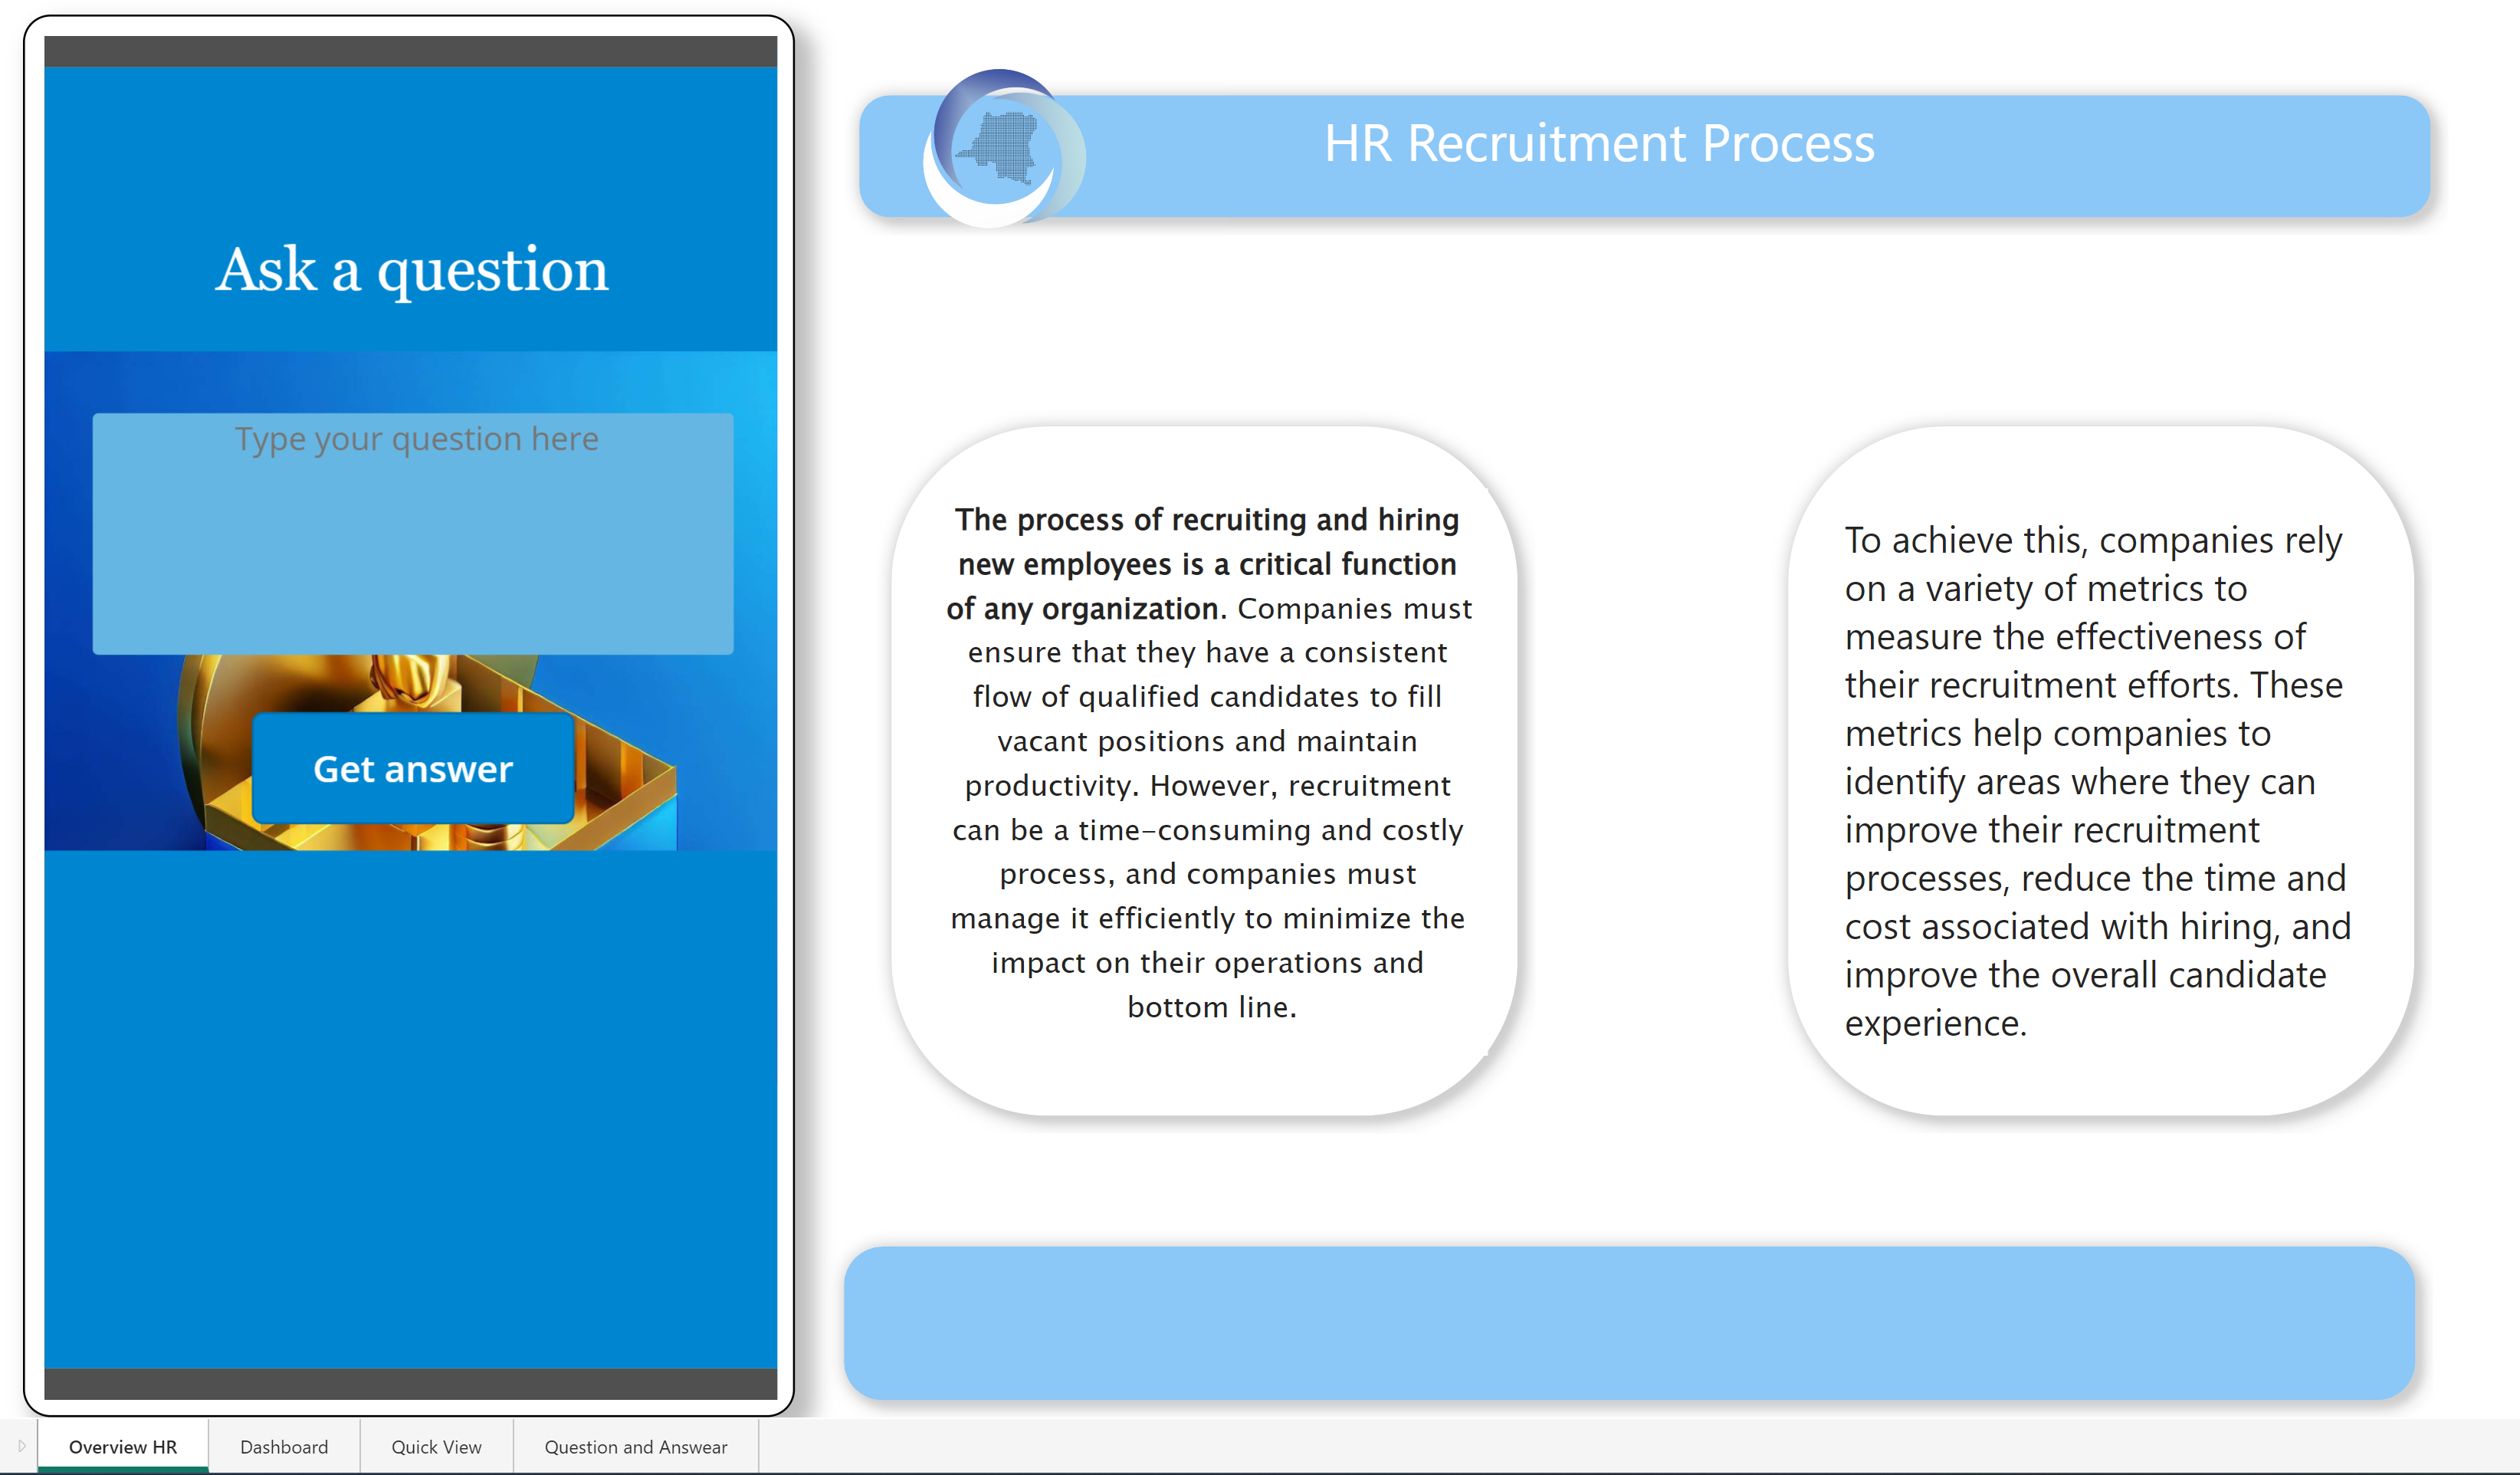 Ask a question
Type your question here
Get answer
HR Recruitment Process
The process of recruiting and hiring
new employees is a critical function
of any organization. Companies must
ensure that they have a consistent
flow of qualified candidates to fill
vacant positions and maintain
productivity. However, recruitment
can be a time-consuming and costly
process, and companies must
manage it efficiently to minimize the
impact on their operations and
bottom line.
To achieve this, companies rely
on a variety of metrics to
measure the effectiveness of
their recruitment efforts. These
metrics help companies to
identify areas where they can
improve their recruitment
processes, reduce the time and
cost associated with hiring, and
improve the overall candidate
experience.
Overview HR
Dashboard
Quick View
Question and Answear